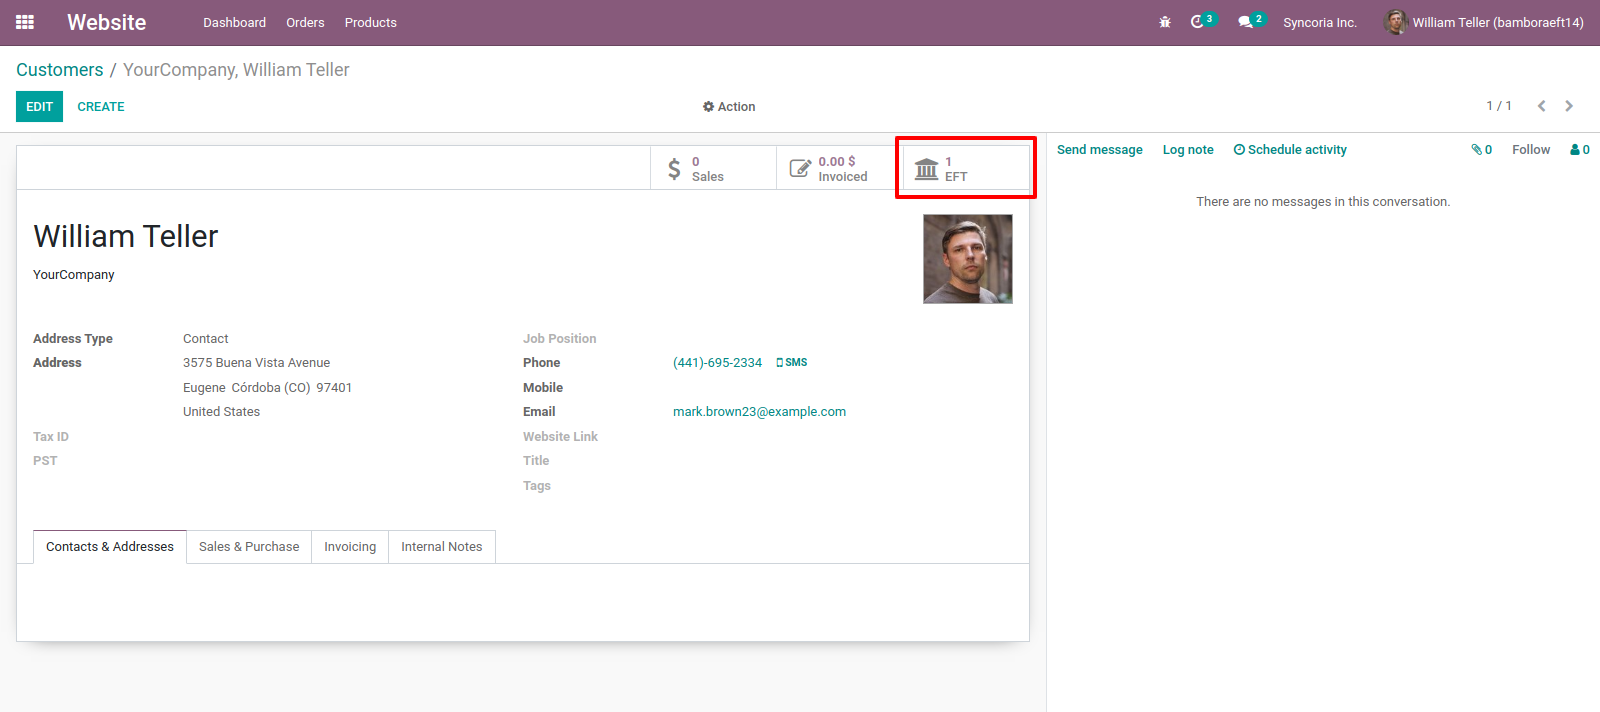 Website Dashboard Orders Products 3 2 Syncoria Inc. William Teller (bamboraeft14)
Customers / YourCompany, William Teller
EDIT CREATE Action 1 / 1
0 Sales
0.00 $ Invoiced
1 EFT
Send message Log note Schedule activity 0 Follow 0
There are no messages in this conversation.
William Teller
YourCompany
Address Type Contact
Address 3575 Buena Vista Avenue
Eugene Córdoba (CO) 97401
United States
Tax ID
PST
Job Position
Phone (441)-695-2334 SMS
Mobile
Email mark.brown23@example.com
Website Link
Title
Tags
Contacts & Addresses Sales & Purchase Invoicing Internal Notes